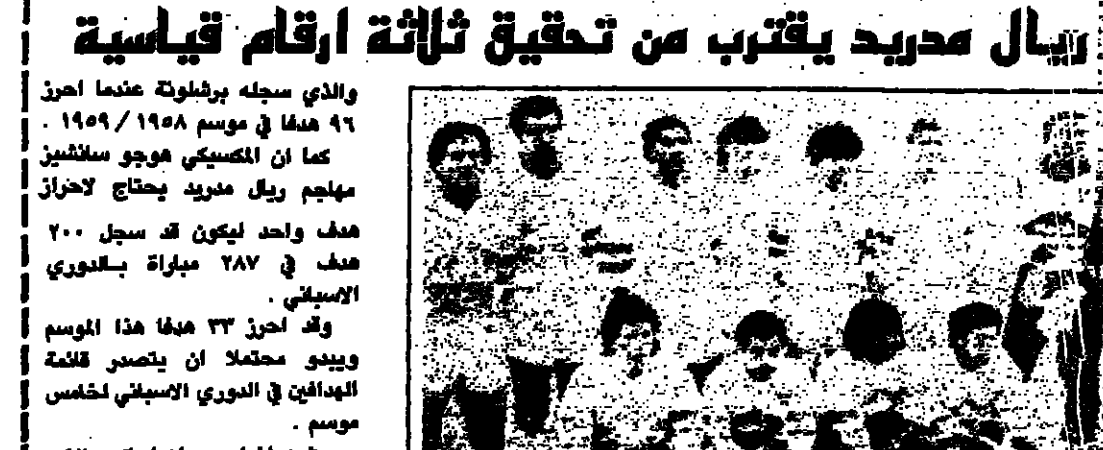 ريال مدريد يقترب من تحقيق ثلاثة ارقام قياسية
والذي سجله برشلونة عندما احرز
٩٦ هدفا في موسم ١٩٥٨ / ١٩٥٩ .
كما ان المكسيكي هوجو سانشيز
مهاجم ريال مدريد يحتاج لاحراز
هدف واحد ليكون قد سجل ٢٠٠
هدف في ٢٨٧ مباراة بالدوري
الاسباني .
وقد احرز ٣٣ هدفا هذا الموسم
ويبدو محتملا ان يتصدر قائمة
الهدافين في الدوري الاسباني لخامس
موسم .